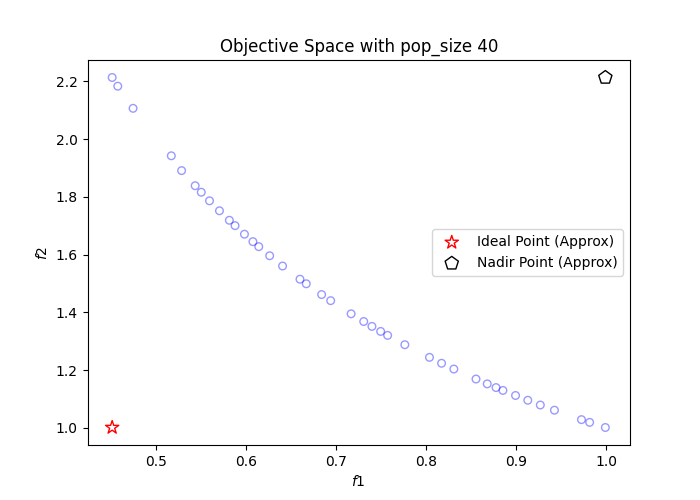 Objective Space with pop_size 40
2.2
2.0
1.8
1.6
1.4
1.2
1.0
f2
Ideal Point (Approx)
Nadir Point (Approx)
0.5 0.6 0.7 0.8 0.9 1.0
f1